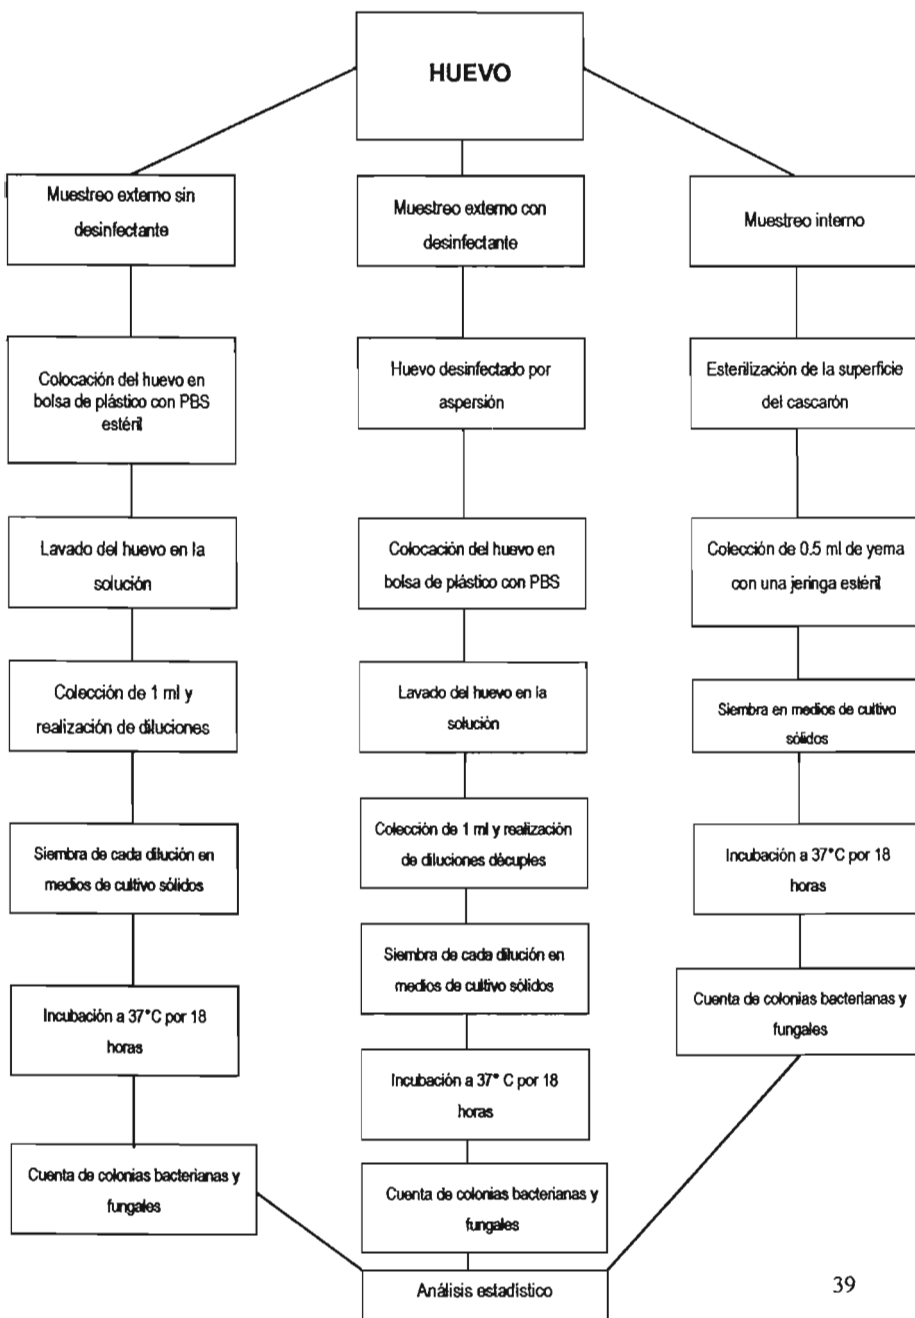 HUEVO
Muestreo externo sin
desinfectante
Colocación del huevo en
bolsa de plástico con PBS
estéril
Lavado del huevo en la
solución
Colección de 1 ml y
realización de diluciones
Siembra de cada dilución en
medios de cultivo sólidos
Incubación a 37°C por 18
horas
Cuenta de colonias bacterianas y
fungales
Muestreo externo con
desinfectante
Huevo desinfectado por
aspersión
Colocación del huevo en
bolsa de plástico con PBS
Lavado del huevo en la
solución
Colección de 1 ml y realización
de diluciones décuples
Siembra de cada dilución en
medios de cultivo sólidos
Incubación a 37° C por 18
horas
Cuenta de colonias bacterianas y
fungales
Muestreo interno
Esterilización de la superficie
del cascarón
Colección de 0.5 ml de yema
con una jeringa estéril
Siembra en medios de cultivo
sólidos
Incubación a 37°C por 18
horas
Cuenta de colonias bacterianas y
fungales
Análisis estadístico
39